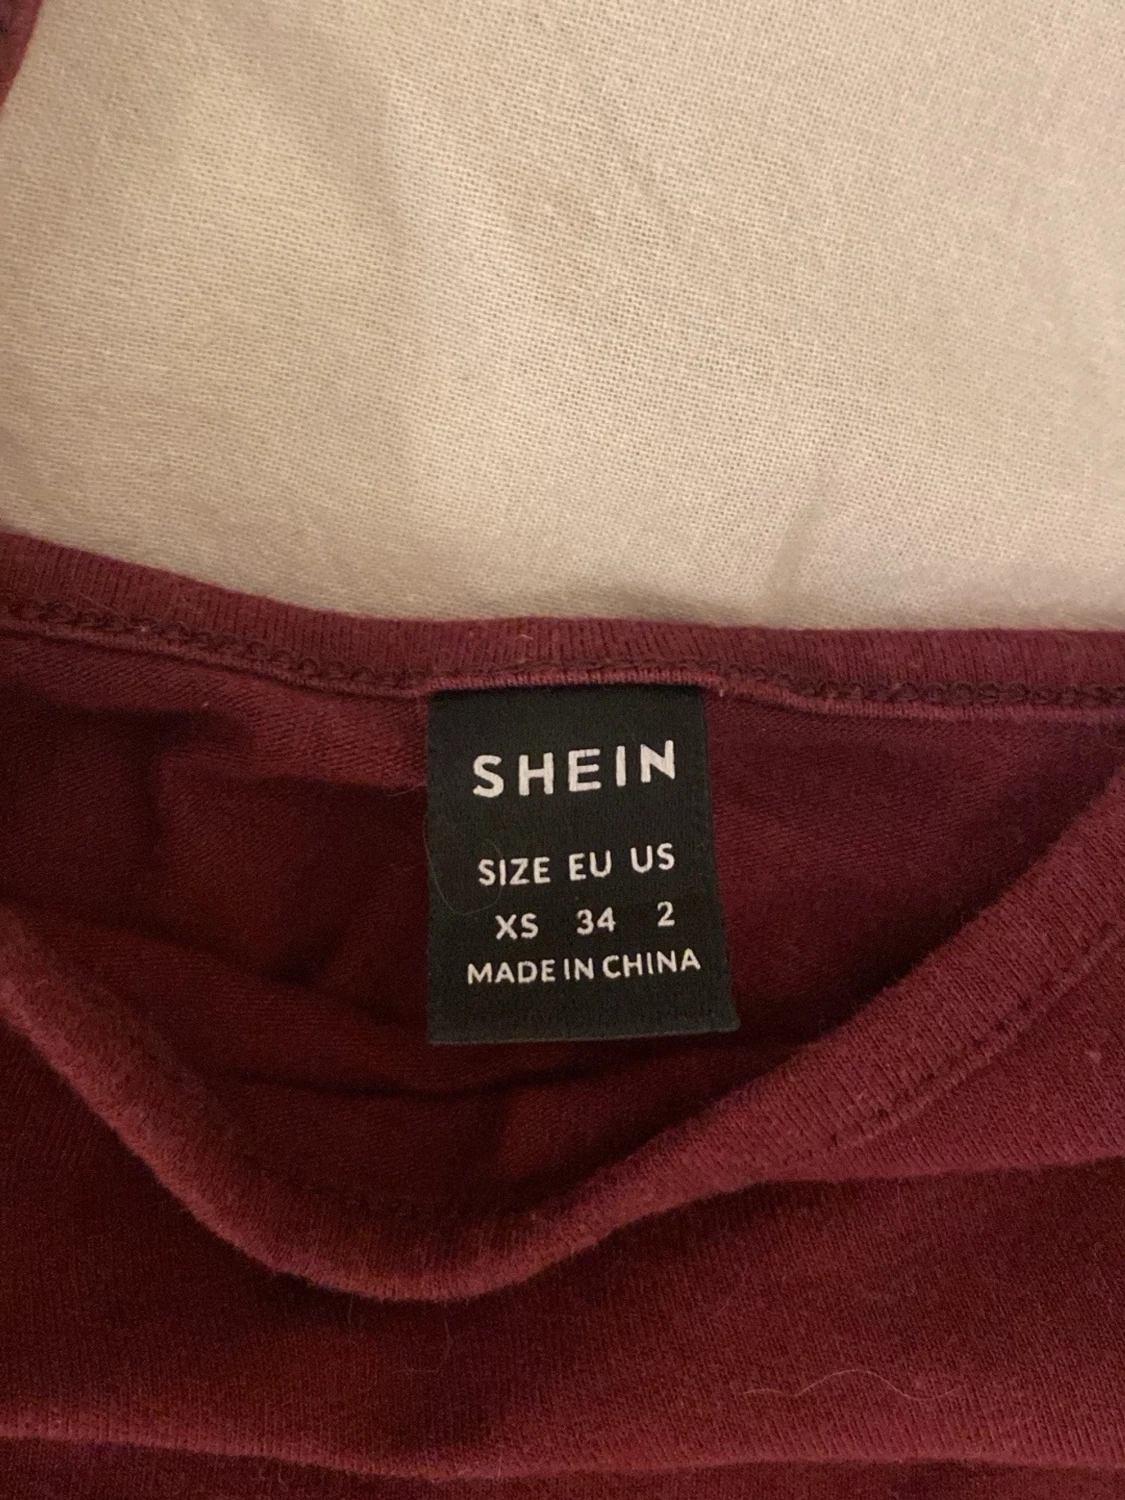 SHEIN
SIZE EU US
XS 34 2
MADE IN CHINA